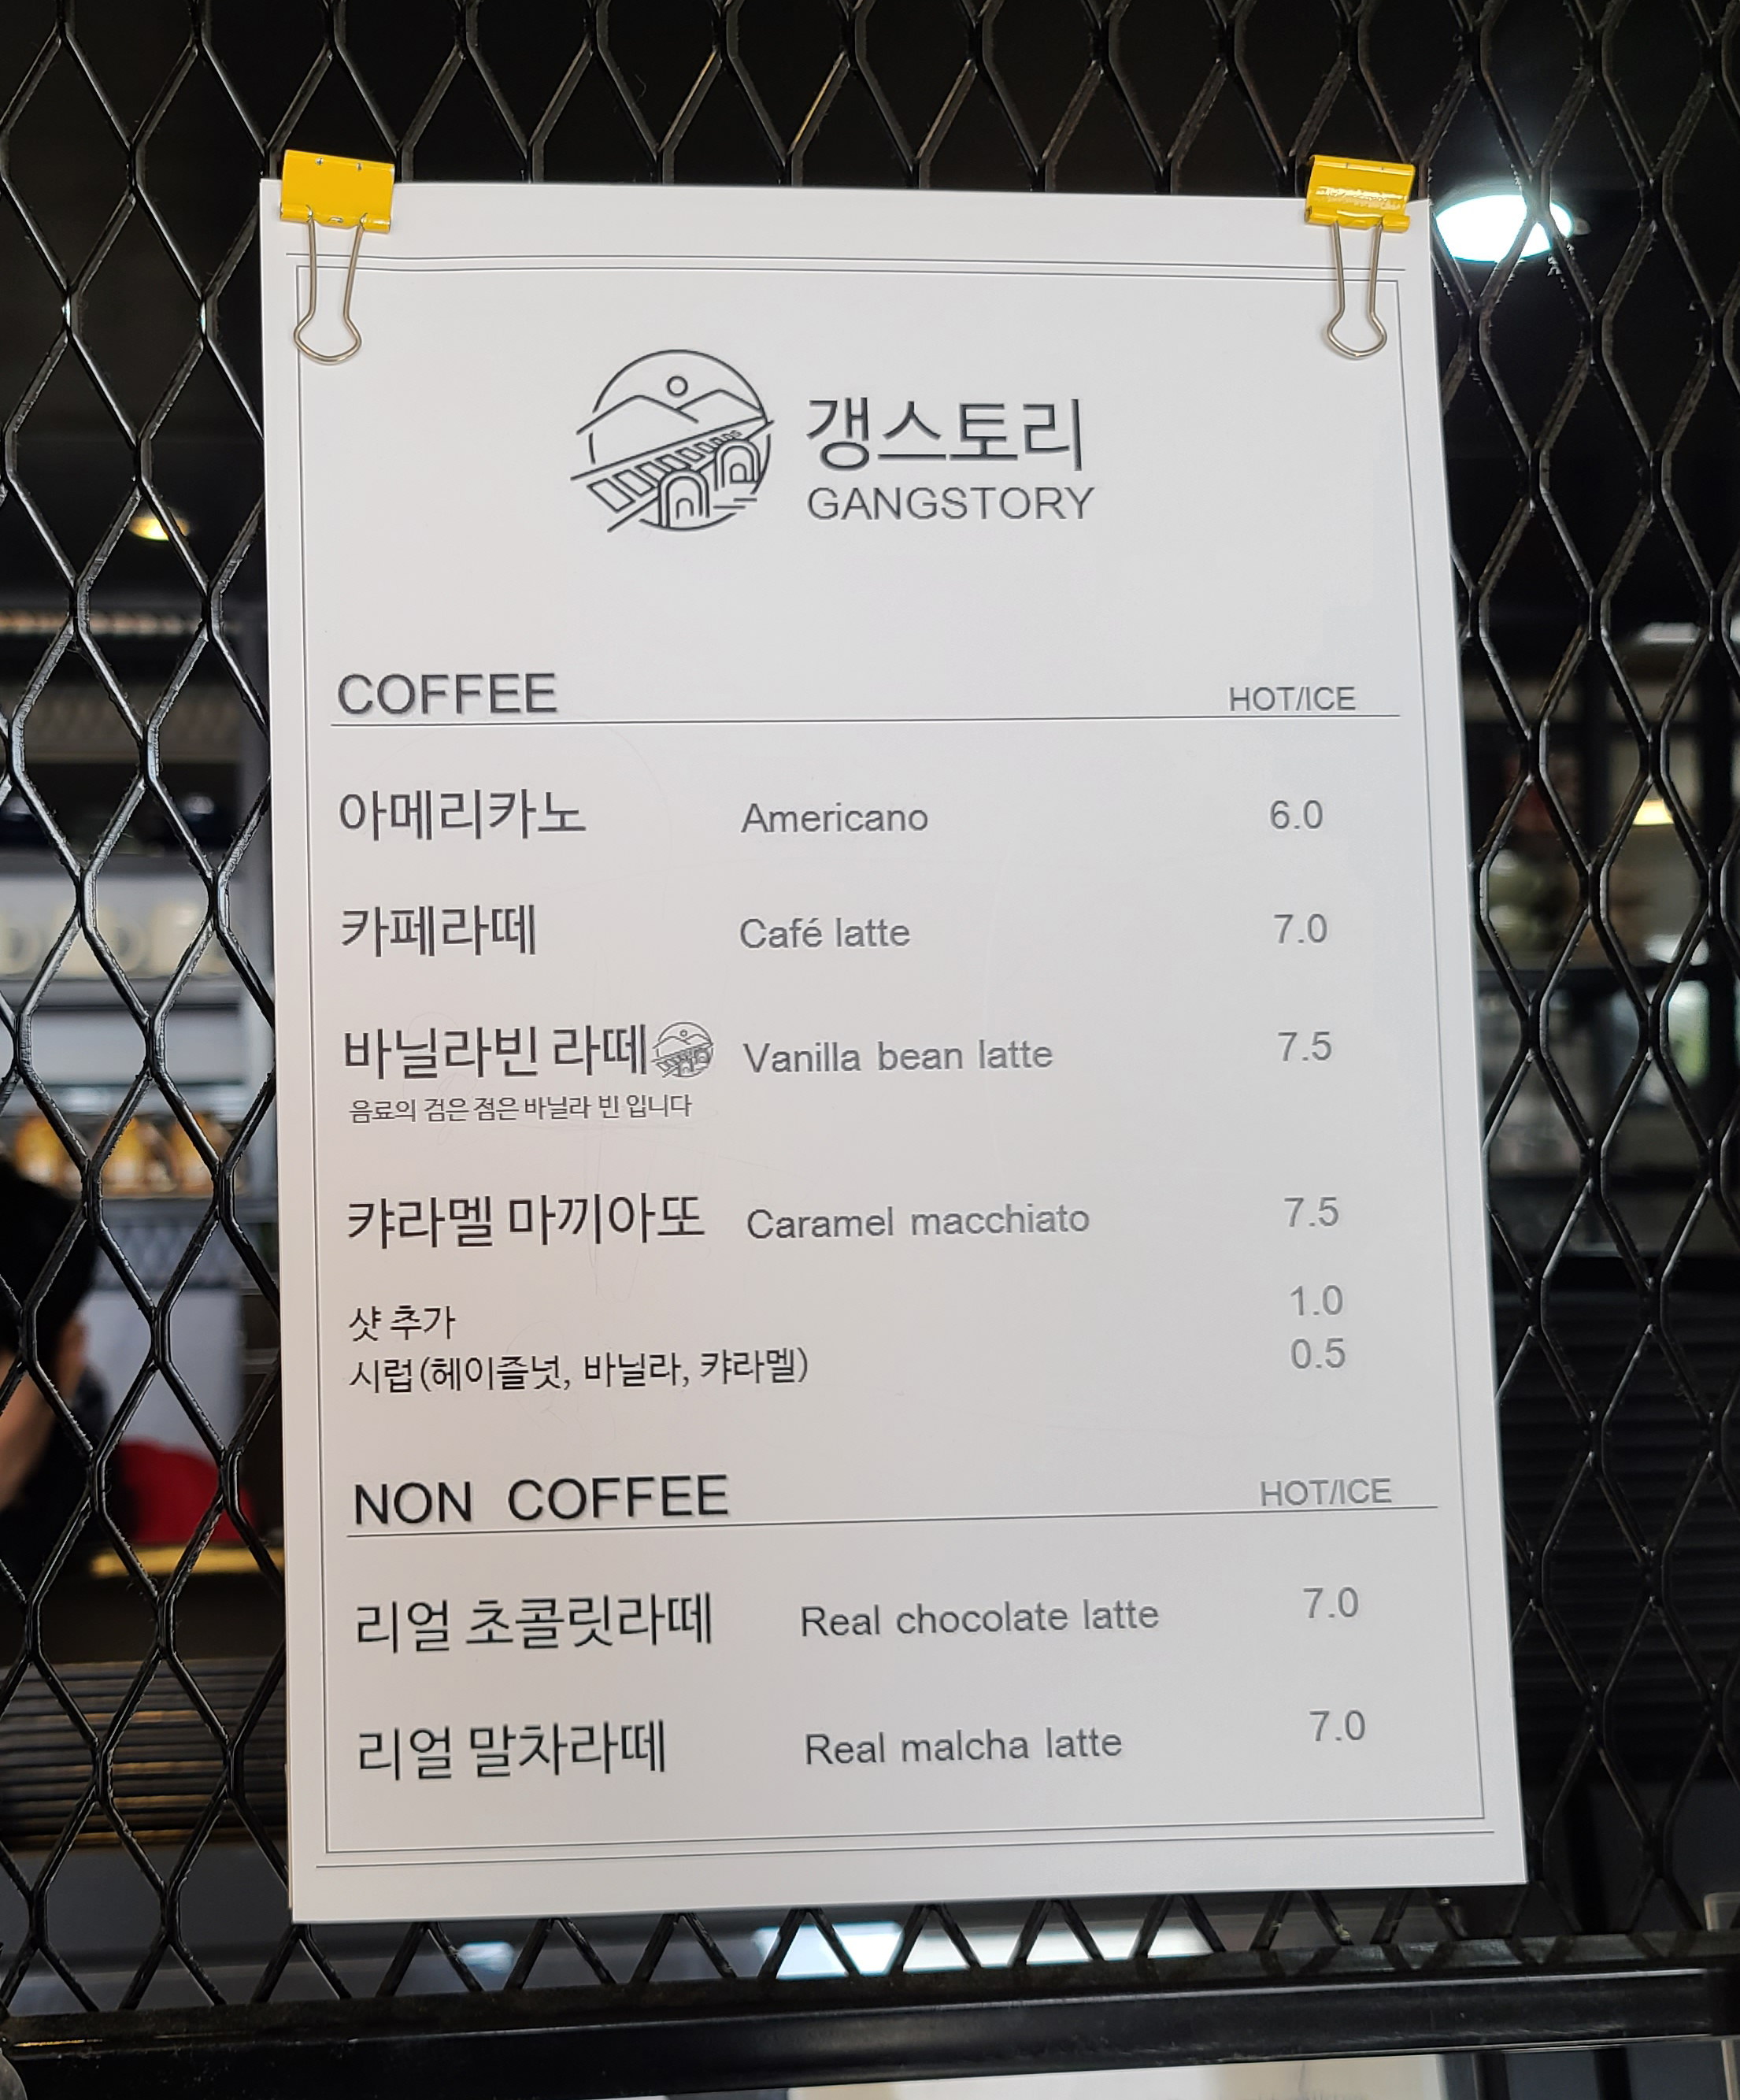 갱스토리
GANGSTORY
COFFEE HOT/ICE
아메리카노 Americano 6.0
카페라떼 Café latte 7.0
바닐라빈 라떼 Vanilla bean latte 7.5
음료의 검은 점은 바닐라 빈 입니다
캬라멜 마끼아또 Caramel macchiato 7.5
샷 추가 1.0
시럽(헤이즐넛, 바닐라, 캬라멜) 0.5
NON COFFEE HOT/ICE
리얼 초콜릿라떼 Real chocolate latte 7.0
리얼 말차라떼 Real malcha latte 7.0